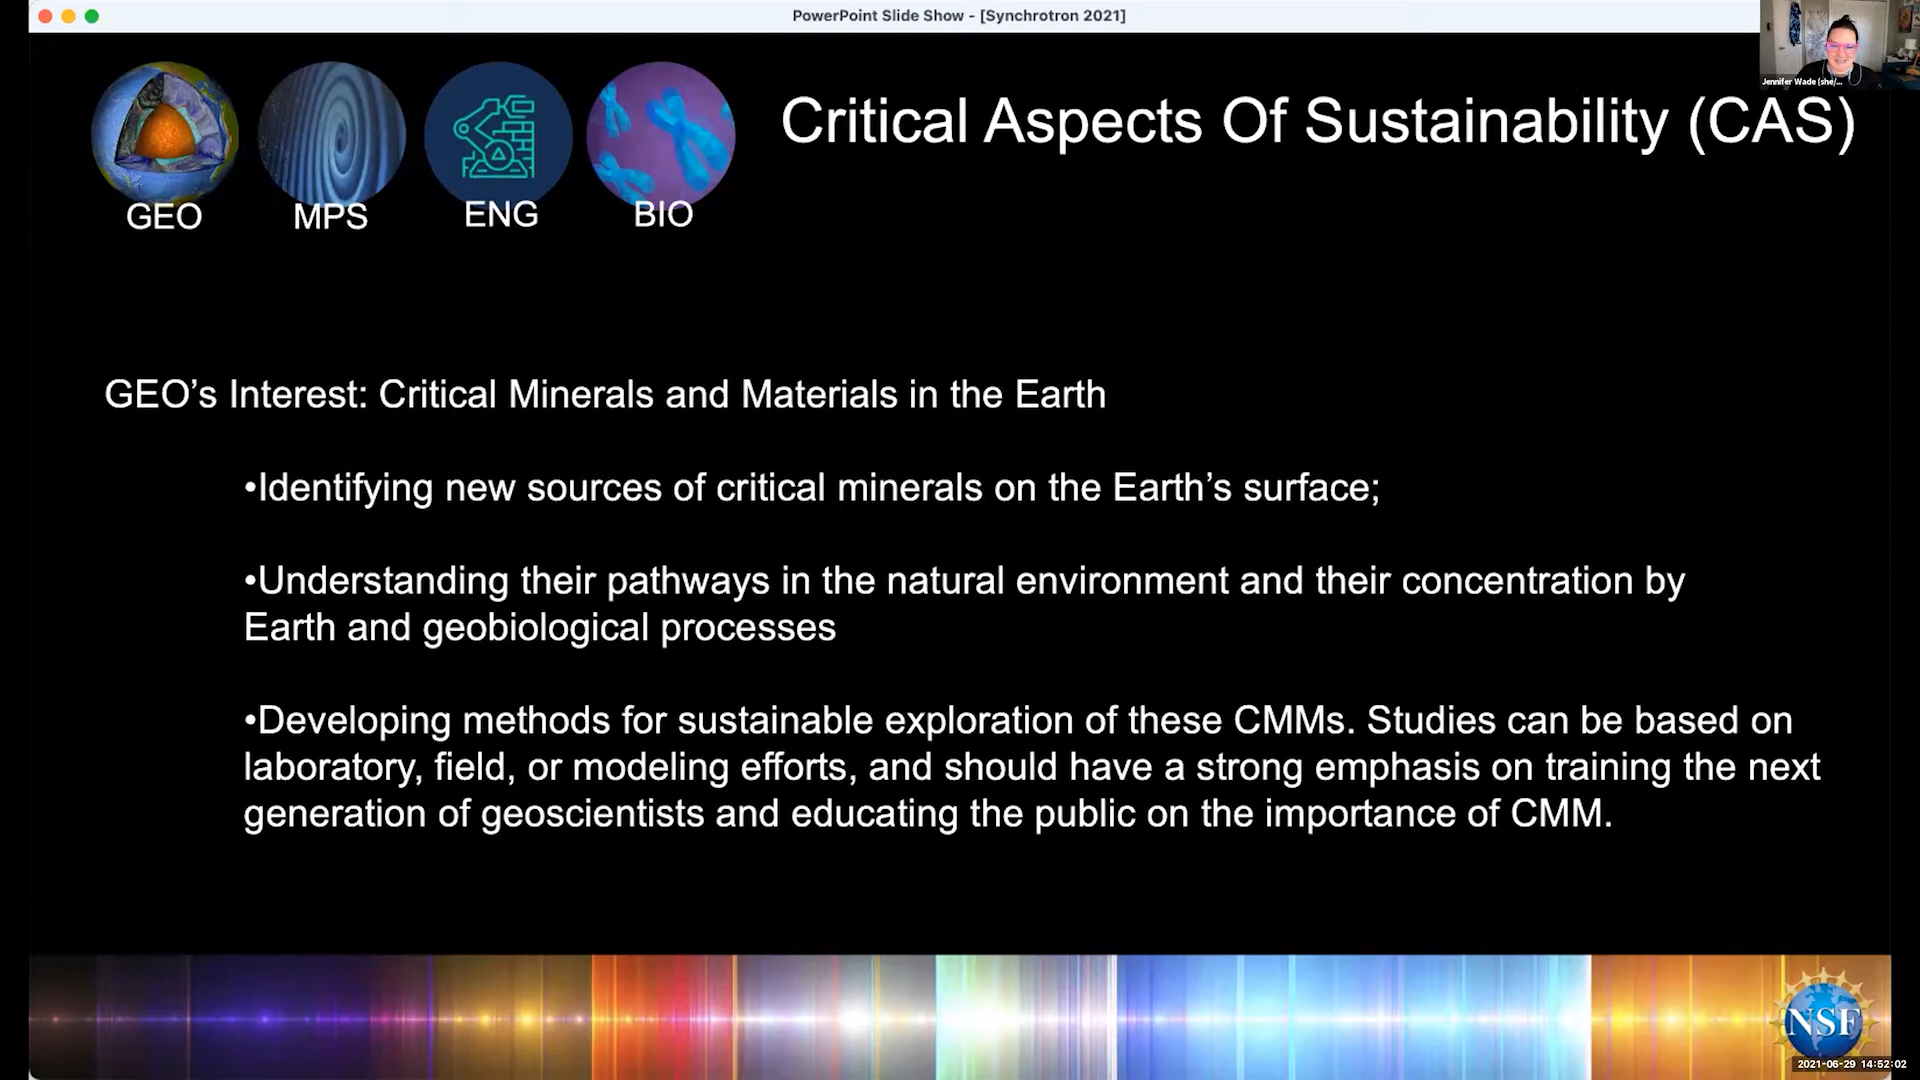 PowerPoint Slide Show - [Synchrotron 2021]
Jennifer Wade (she/...
Critical Aspects Of Sustainability (CAS)
GEO
MPS
ENG
BIO
GEO’s Interest: Critical Minerals and Materials in the Earth
•Identifying new sources of critical minerals on the Earth’s surface;
•Understanding their pathways in the natural environment and their concentration by
Earth and geobiological processes
•Developing methods for sustainable exploration of these CMMs. Studies can be based on
laboratory, field, or modeling efforts, and should have a strong emphasis on training the next
generation of geoscientists and educating the public on the importance of CMM.
NSF
2021-06-29 14:52:02